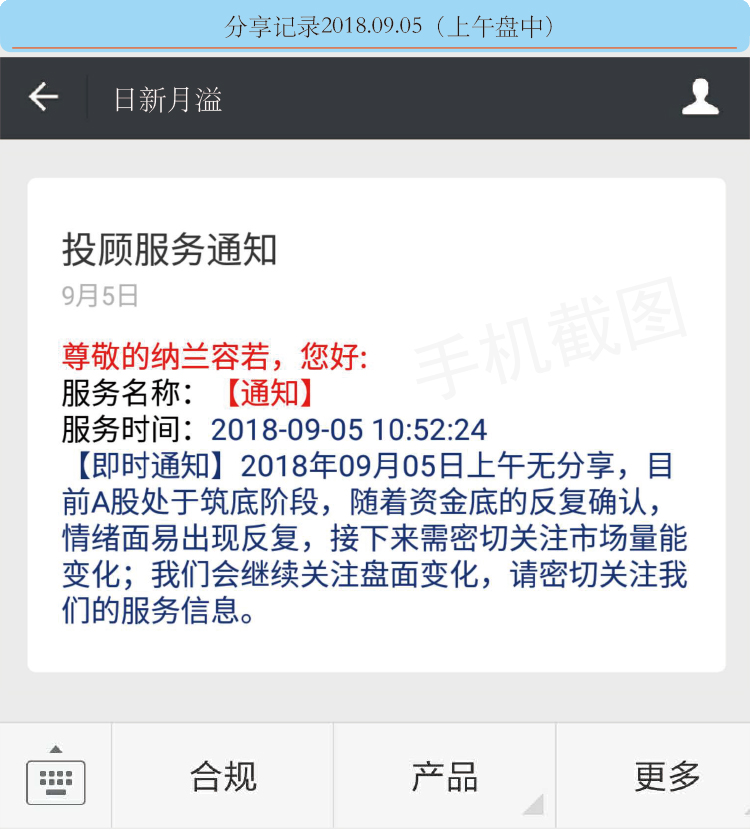 分享记录2018.09.05（上午盘中）
日新月溢
投顾服务通知
9月5日
手机截图
尊敬的纳兰容若，您好:
服务名称：【通知】
服务时间：2018-09-05 10:52:24
【即时通知】2018年09月05日上午无分享，目
前A股处于筑底阶段，随着资金底的反复确认，
情绪面易出现反复，接下来需密切关注市场量能
变化；我们会继续关注盘面变化，请密切关注我
们的服务信息。
合规
产品
更多